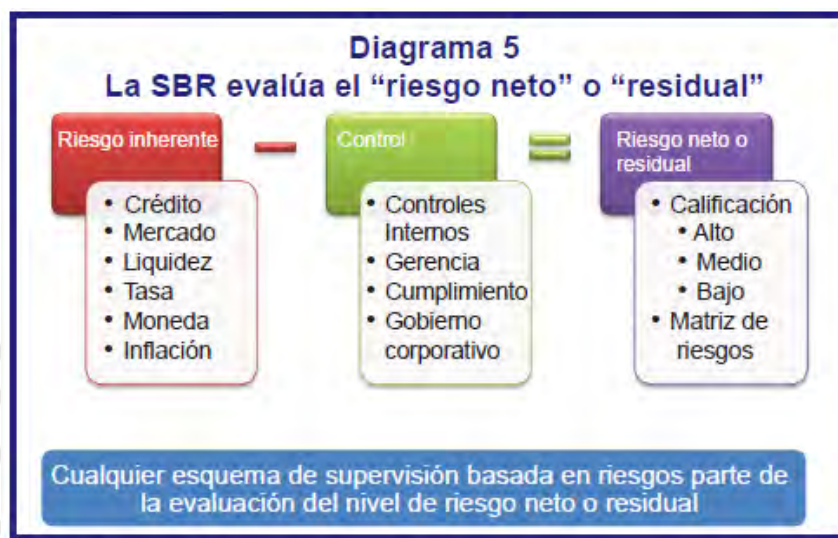 Diagrama 5
La SBR evalúa el “riesgo neto” o “residual”
Riesgo inherente
• Crédito
• Mercado
• Liquidez
• Tasa
• Moneda
• Inflación
Control
• Controles
Internos
• Gerencia
• Cumplimiento
• Gobierno
corporativo
Riesgo neto o
residual
• Calificación
• Alto
• Medio
• Bajo
• Matriz de
riesgos
Cualquier esquema de supervisión basada en riesgos parte de
la evaluación del nivel de riesgo neto o residual